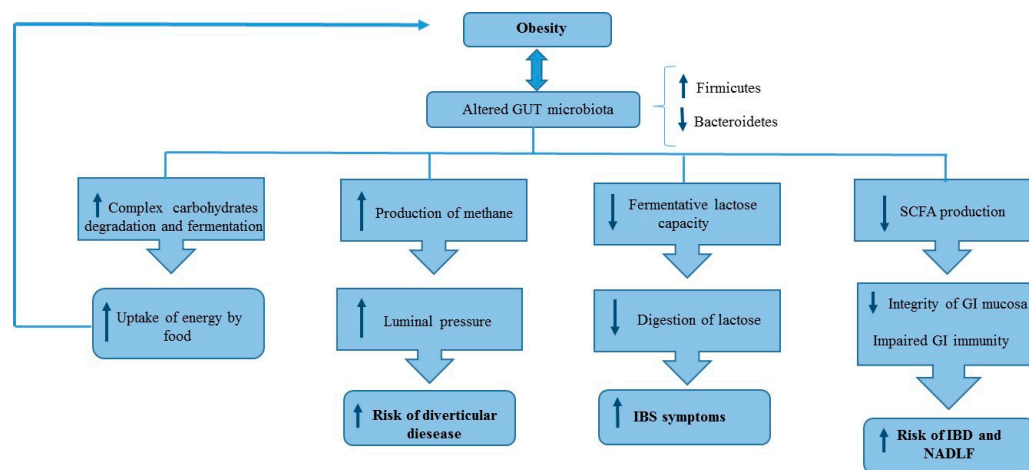 Obesity
Altered GUT microbiota
Firmicutes
Bacteroidetes
Complex carbohydrates
degradation and fermentation
Production of methane
Fermentative lactose
capacity
SCFA production
Uptake of energy by
food
Luminal pressure
Digestion of lactose
Integrity of GI mucosa
Impaired GI immunity
Risk of diverticular
diesease
IBS symptoms
Risk of IBD and
NADLF